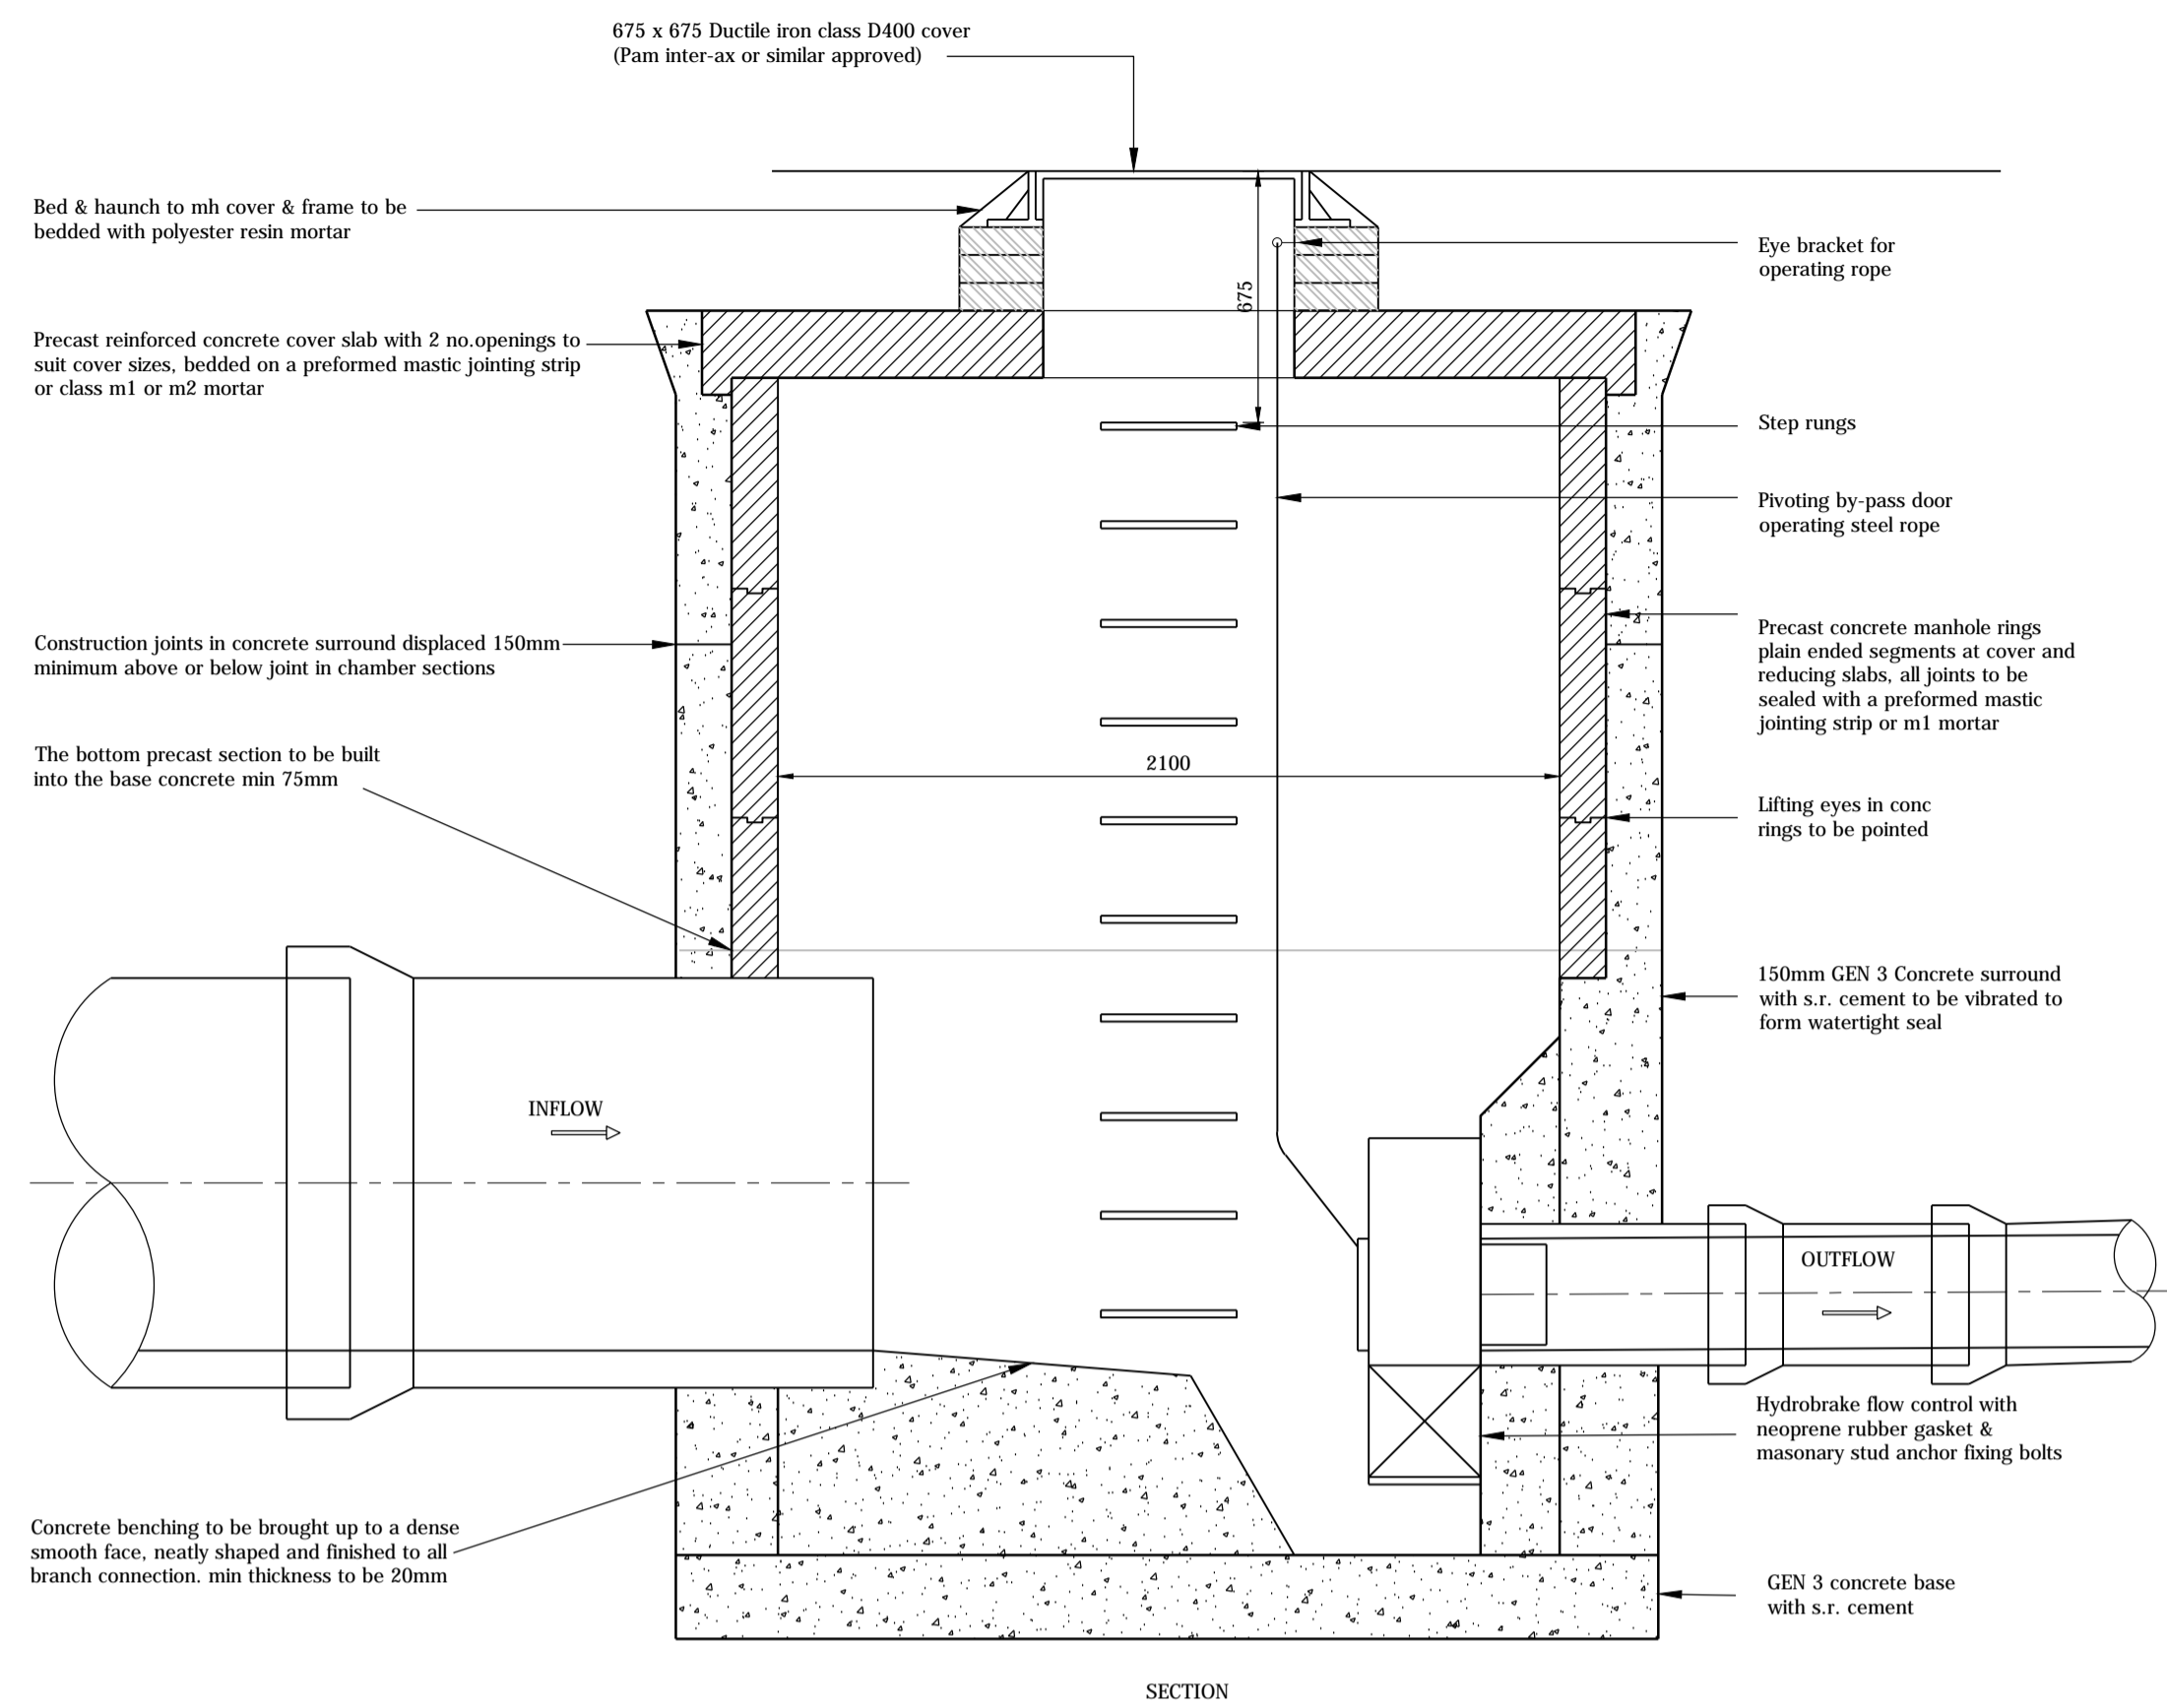 675 x 675 Ductile iron class D400 cover
(Pam inter-ax or similar approved)
Bed & haunch to mh cover & frame to be
bedded with polyester resin mortar
Eye bracket for
operating rope
675
Precast reinforced concrete cover slab with 2 no.openings to
suit cover sizes, bedded on a preformed mastic jointing strip
or class m1 or m2 mortar
Step rungs
Pivoting by-pass door
operating steel rope
Construction joints in concrete surround displaced 150mm
minimum above or below joint in chamber sections
Precast concrete manhole rings
plain ended segments at cover and
reducing slabs, all joints to be
sealed with a preformed mastic
jointing strip or m1 mortar
The bottom precast section to be built
into the base concrete min 75mm
2100
Lifting eyes in conc
rings to be pointed
150mm GEN 3 Concrete surround
with s.r. cement to be vibrated to
form watertight seal
INFLOW
OUTFLOW
Hydrobrake flow control with
neoprene rubber gasket &
masonary stud anchor fixing bolts
Concrete benching to be brought up to a dense
smooth face, neatly shaped and finished to all
branch connection. min thickness to be 20mm
GEN 3 concrete base
with s.r. cement
SECTION